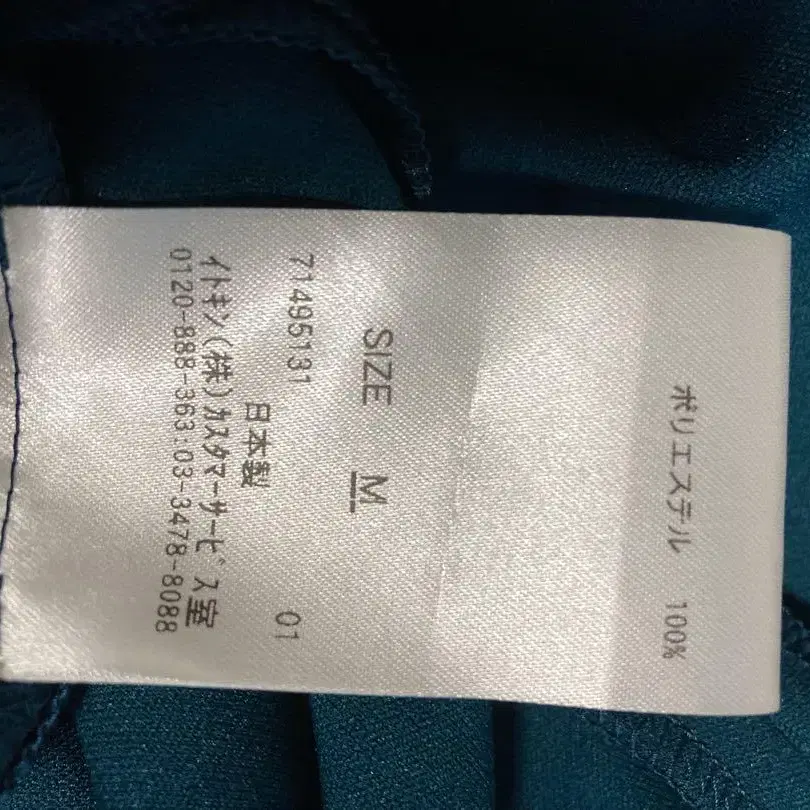 ポリエステル 100%
SIZE M
71495131 01
日本製
イトキン(株)カスタマーサービス室
0120-888-363:03-3478-8088